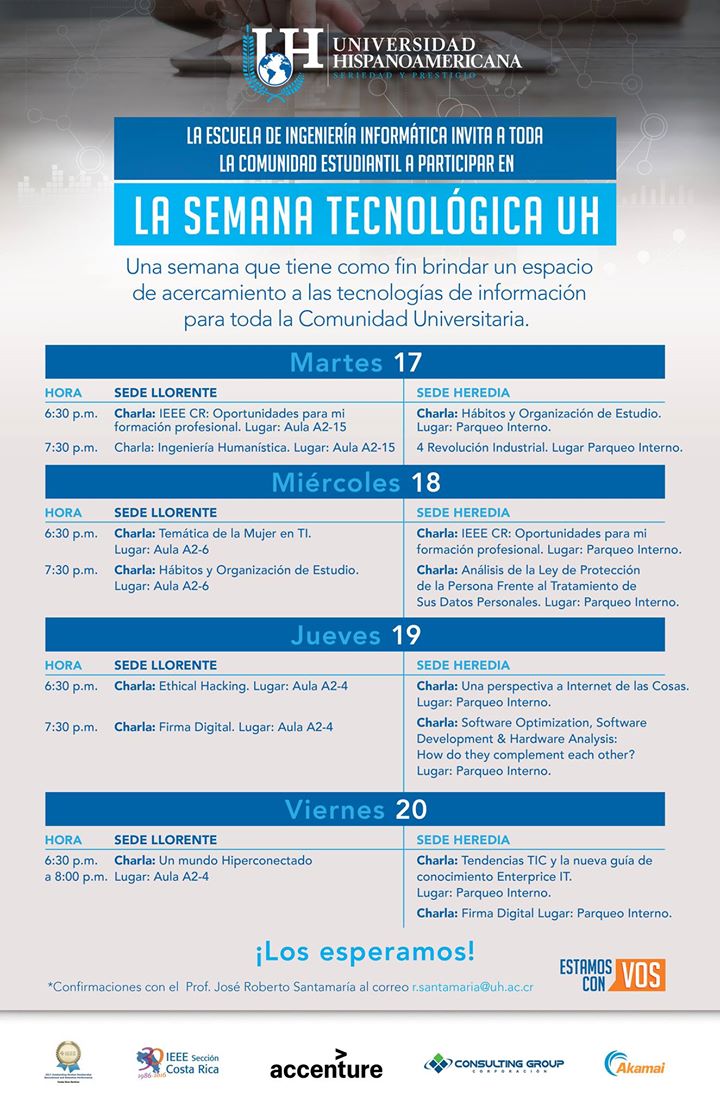 UH UNIVERSIDAD
HISPANOAMERICANA
SERIEDAD Y PRESTIGIO
LA ESCUELA DE INGENIERÍA INFORMÁTICA INVITA A TODA
LA COMUNIDAD ESTUDIANTIL A PARTICIPAR EN
LA SEMANA TECNOLÓGICA UH
Una semana que tiene como fin brindar un espacio
de acercamiento a las tecnologías de información
para toda la Comunidad Universitaria.
Martes 17
HORA SEDE LLORENTE SEDE HEREDIA
6:30 p.m. Charla: IEEE CR: Oportunidades para mi
formación profesional. Lugar: Aula A2-15
Charla: Hábitos y Organización de Estudio.
Lugar: Parqueo Interno.
7:30 p.m. Charla: Ingeniería Humanística. Lugar: Aula A2-15
4 Revolución Industrial. Lugar Parqueo Interno.
Miércoles 18
HORA SEDE LLORENTE SEDE HEREDIA
6:30 p.m. Charla: Temática de la Mujer en TI.
Lugar: Aula A2-6
Charla: IEEE CR: Oportunidades para mi
formación profesional. Lugar: Parqueo Interno.
7:30 p.m. Charla: Hábitos y Organización de Estudio.
Lugar: Aula A2-6
Charla: Análisis de la Ley de Protección
de la Persona Frente al Tratamiento de
Sus Datos Personales. Lugar: Parqueo Interno.
Jueves 19
HORA SEDE LLORENTE SEDE HEREDIA
6:30 p.m. Charla: Ethical Hacking. Lugar: Aula A2-4
Charla: Una perspectiva a Internet de las Cosas.
Lugar: Parqueo Interno.
7:30 p.m. Charla: Firma Digital. Lugar: Aula A2-4
Charla: Software Optimization, Software
Development & Hardware Analysis:
How do they complement each other?
Lugar: Parqueo Interno.
Viernes 20
HORA SEDE LLORENTE SEDE HEREDIA
6:30 p.m. Charla: Un mundo Hiperconectado
a 8:00 p.m. Lugar: Aula A2-4
Charla: Tendencias TIC y la nueva guía de
conocimiento Enterprice IT.
Lugar: Parqueo Interno.
Charla: Firma Digital Lugar: Parqueo Interno.
¡Los esperamos!
ESTAMOS
CON VOS
*Confirmaciones con el Prof. José Roberto Santamaría al correo r.santamaria@uh.ac.cr
IEEE Sección
Costa Rica
1986-2016
accenture
CONSULTING GROUP
CORPORACIÓN
Akamai